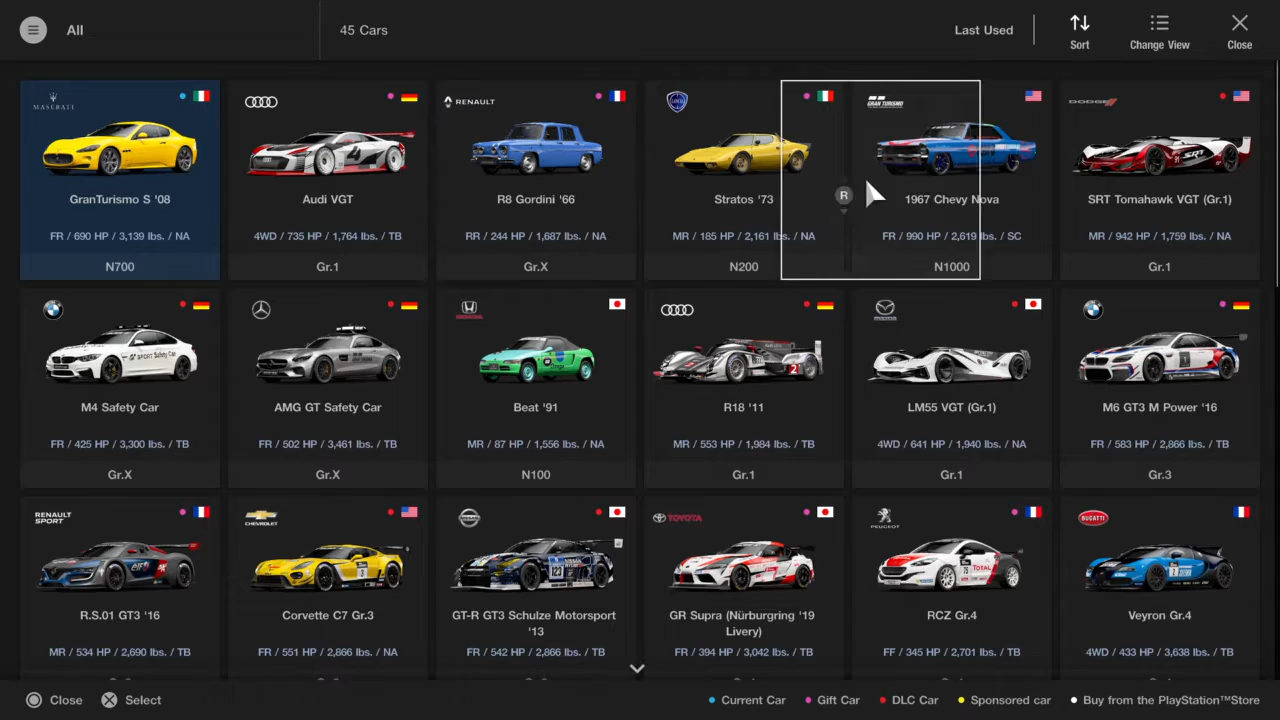 All
45 Cars
Last Used
Sort
Change View
Close
MASERATI
GranTurismo S '08
FR / 690 HP / 3,139 lbs. / NA
N700
Audi VGT
4WD / 735 HP / 1,764 lbs. / TB
Gr.1
RENAULT
R8 Gordini '66
RR / 244 HP / 1,687 lbs. / NA
Gr.X
Stratos '73
MR / 185 HP / 2,161 lbs. / NA
N200
R
GRAN TURISMO
1967 Chevy Nova
FR / 990 HP / 2,619 lbs. / SC
N1000
DODGE
SRT
SRT Tomahawk VGT (Gr.1)
MR / 942 HP / 1,759 lbs. / NA
Gr.1
M4 Safety Car
FR / 425 HP / 3,300 lbs. / TB
Gr.X
AMG GT Safety Car
FR / 502 HP / 3,461 lbs. / TB
Gr.X
HONDA
Beat '91
MR / 87 HP / 1,556 lbs. / NA
N100
2
R18 '11
MR / 553 HP / 1,984 lbs. / TB
Gr.1
mazda
LM55 VGT (Gr.1)
4WD / 641 HP / 1,940 lbs. / NA
Gr.1
M6 GT3 M Power '16
FR / 583 HP / 2,866 lbs. / TB
Gr.3
RENAULT
SPORT
R.S.01 GT3 '16
MR / 534 HP / 2,690 lbs. / TB
CHEVROLET
Corvette C7 Gr.3
FR / 551 HP / 2,866 lbs. / NA
123
GT-R GT3 Schulze Motorsport
'13
FR / 542 HP / 2,866 lbs. / TB
TOYOTA
GR Supra (Nürburgring '19
Livery)
FR / 394 HP / 3,042 lbs. / TB
PEUGEOT
75
TOTAL
RCZ Gr.4
FF / 345 HP / 2,701 lbs. / TB
BUGATTI
Veyron Gr.4
4WD / 433 HP / 3,638 lbs. / TB
Close
Select
Current Car
Gift Car
DLC Car
Sponsored car
Buy from the PlayStation™Store